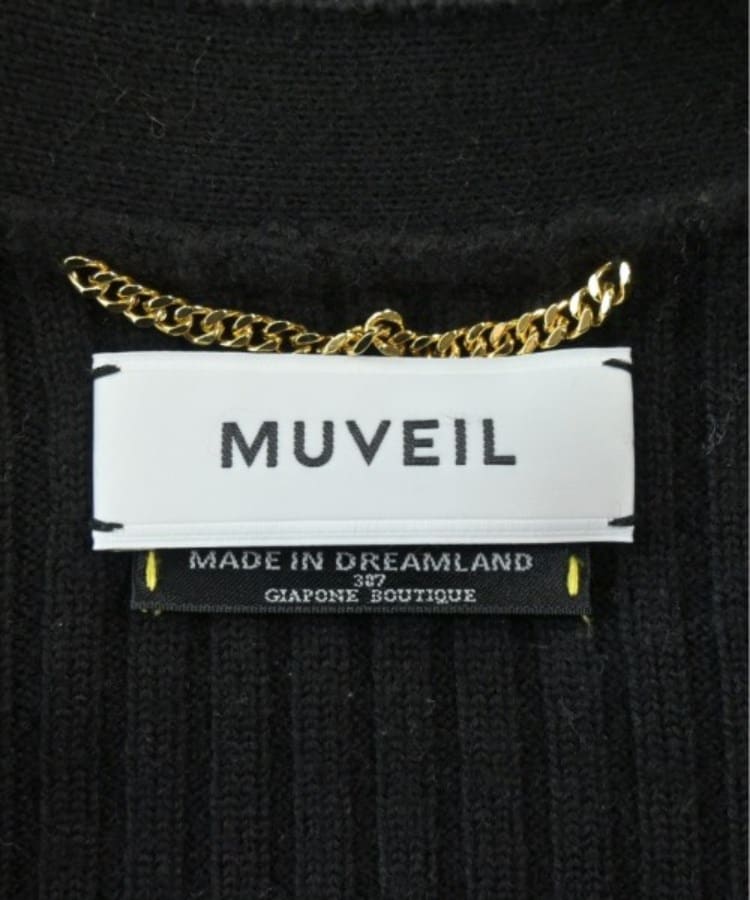 MUVEIL
MADE IN DREAMLAND
387
GIAPONE BOUTIQUE